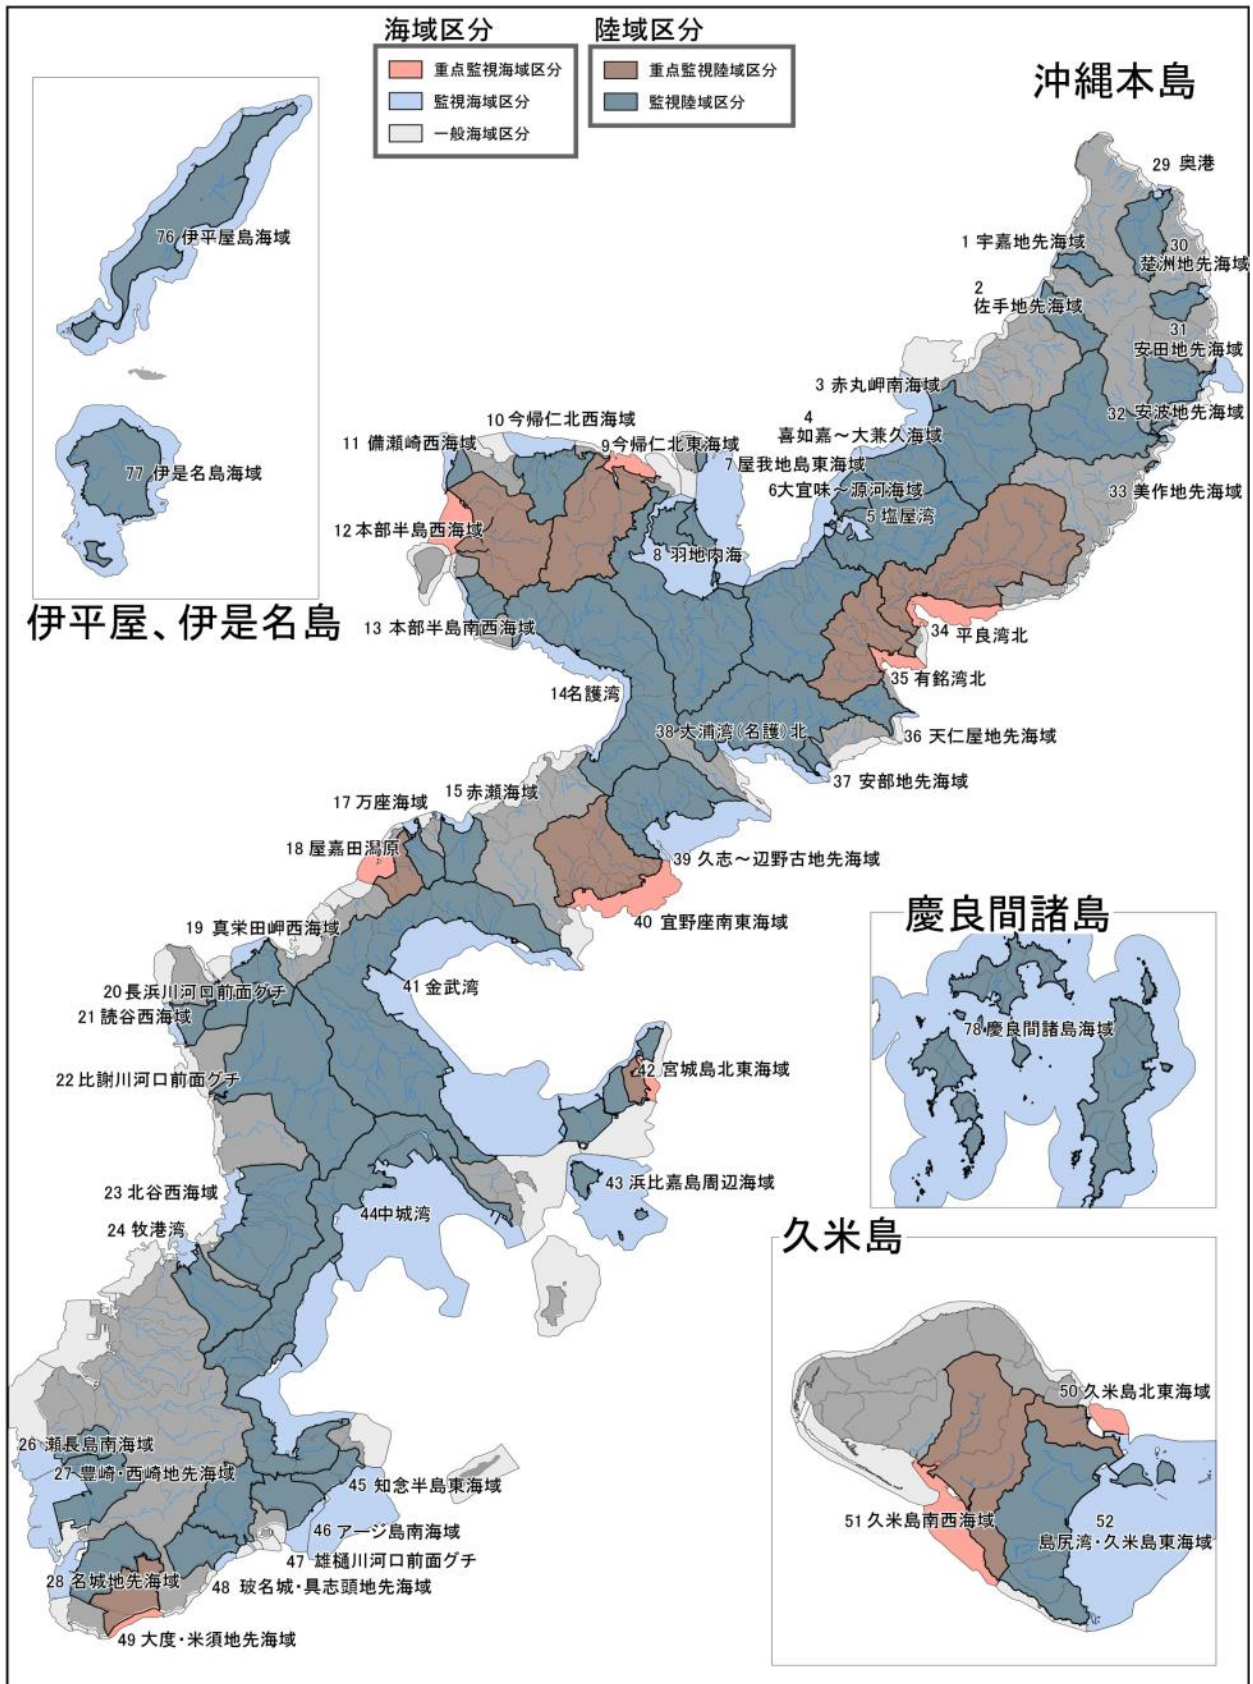 海域区分
陸域区分
重点監視海域区分
監視海域区分
一般海域区分
重点監視陸域区分
監視陸域区分
沖縄本島
29 奥港
1 宇嘉地先海域
30
楚洲地先海域
2
佐手地先海域
31
安田地先海域
3 赤丸岬南海域
32 安波地先海域
4
喜如嘉～大兼久海域
10 今帰仁北西海域
11 備瀬崎西海域
9今帰仁北東海域
7屋我地島東海域
6大宜味～源河海域
33 美作地先海域
5 塩屋湾
12 本部半島西海域
8 羽地内海
13 本部半島南西海域
34 平良湾北
35 有銘湾北
14名護湾
38 大浦湾(名護)北
36 天仁屋地先海域
37 安部地先海域
15 赤瀬海域
17 万座海域
18 屋嘉田潟原
39 久志～辺野古地先海域
40 宜野座南東海域
19 真栄田岬西海域
20 長浜川河口前面グチ
41 金武湾
21 読谷西海域
22 比謝川河口前面グチ
42 宮城島北東海域
23 北谷西海域
43 浜比嘉島周辺海域
24 牧港湾
44中城湾
26 瀬長島南海域
27 豊崎・西崎地先海域
45 知念半島東海域
46 アージ島南海域
47 雄樋川河口前面グチ
28 名城地先海域
48 玻名城・具志頭地先海域
49 大度・米須地先海域
76 伊平屋島海域
77 伊是名島海域
伊平屋、伊是名島
慶良間諸島
78 慶良間諸島海域
久米島
50 久米島北東海域
51 久米島南西海域
52
島尻湾・久米島東海域